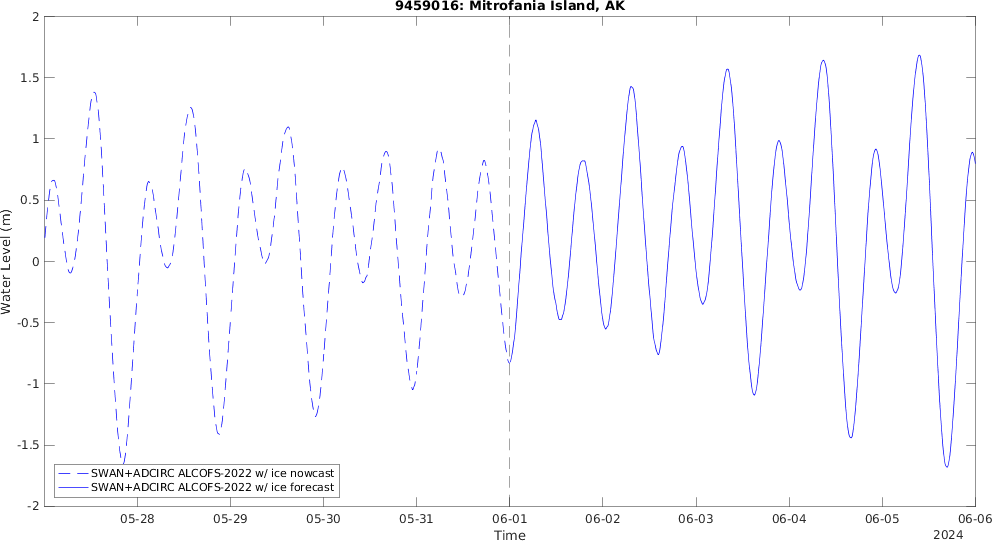 9459016: Mitrofania Island, AK
2
1.5
1
0.5
0
-0.5
-1
-1.5
-2
Water Level (m)
SWAN+ADCIRC ALCOFS-2022 w/ ice nowcast
SWAN+ADCIRC ALCOFS-2022 w/ ice forecast
05-28 05-29 05-30 05-31 06-01 06-02 06-03 06-04 06-05 06-06
Time
2024